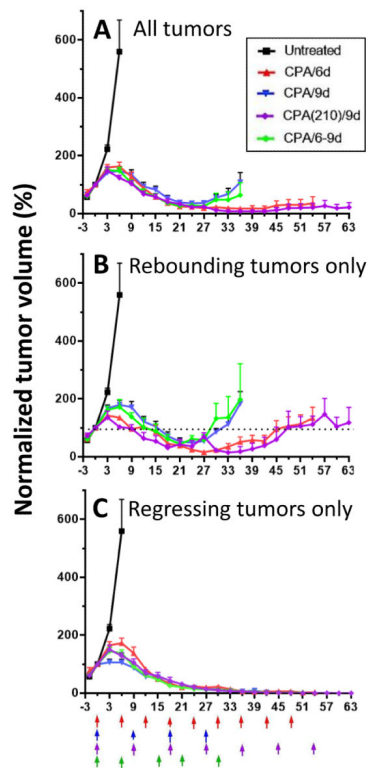 A All tumors
600
400
200
0
-3 3 9 15 21 27 33 39 45 51 57 63
Untreated
CPA/6d
CPA/9d
CPA(210)/9d
CPA/6-9d
Normalized tumor volume (%)
B Rebounding tumors only
600
400
200
0
-3 3 9 15 21 27 33 39 45 51 57 63
C Regressing tumors only
600
400
200
0
-3 3 9 15 21 27 33 39 45 51 57 63